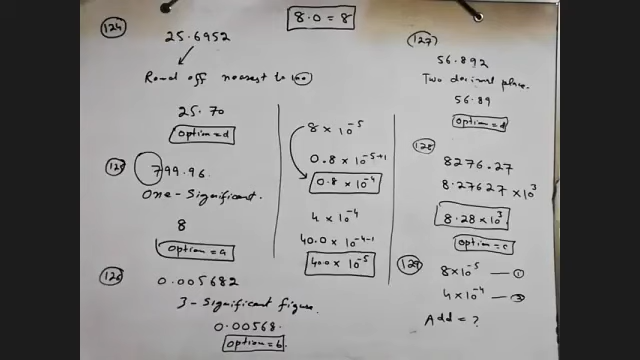 8.0 = 8
(124)
25.6952
Round off nearest to 100
25.70
Option = d
(125)
799.96.
One - Significant.
8
Option = a
(126)
0.005682
3 - Significant figure.
0.00568.
Option = b.
8 × 10⁻⁵
0.8 × 10⁻⁵⁺¹
0.8 × 10⁻⁴
4 × 10⁻⁴
40.0 × 10⁻⁴⁻¹
40.0 × 10⁻⁵
(127)
56.892
Two decimal place.
56.89
Option = d
(128)
8276.27
8.27627 × 10³
8.28 × 10³
Option = c
(129)
8 × 10⁻⁵ — ①
4 × 10⁻⁴ — ②
Add = ?